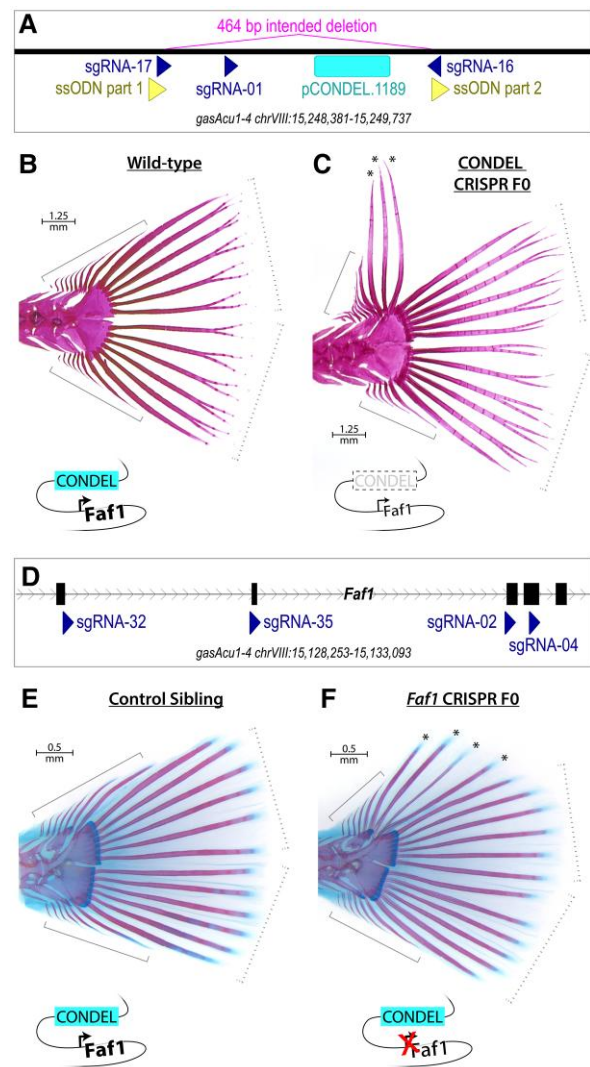 A
464 bp intended deletion
sgRNA-17 sgRNA-01 pCONDEL.1189 sgRNA-16
ssODN part 1 ssODN part 2
gasAcu1-4 chrVIII:15,248,381-15,249,737
B Wild-type
1.25
mm
CONDEL
Faf1
C CONDEL
CRISPR F0
* * *
1.25
mm
CONDEL
Faf1
D
Faf1
sgRNA-32 sgRNA-35 sgRNA-02
sgRNA-04
gasAcu1-4 chrVIII:15,128,253-15,133,093
E Control Sibling
0.5
mm
CONDEL
Faf1
F Faf1 CRISPR F0
* * * *
0.5
mm
CONDEL
X
Faf1